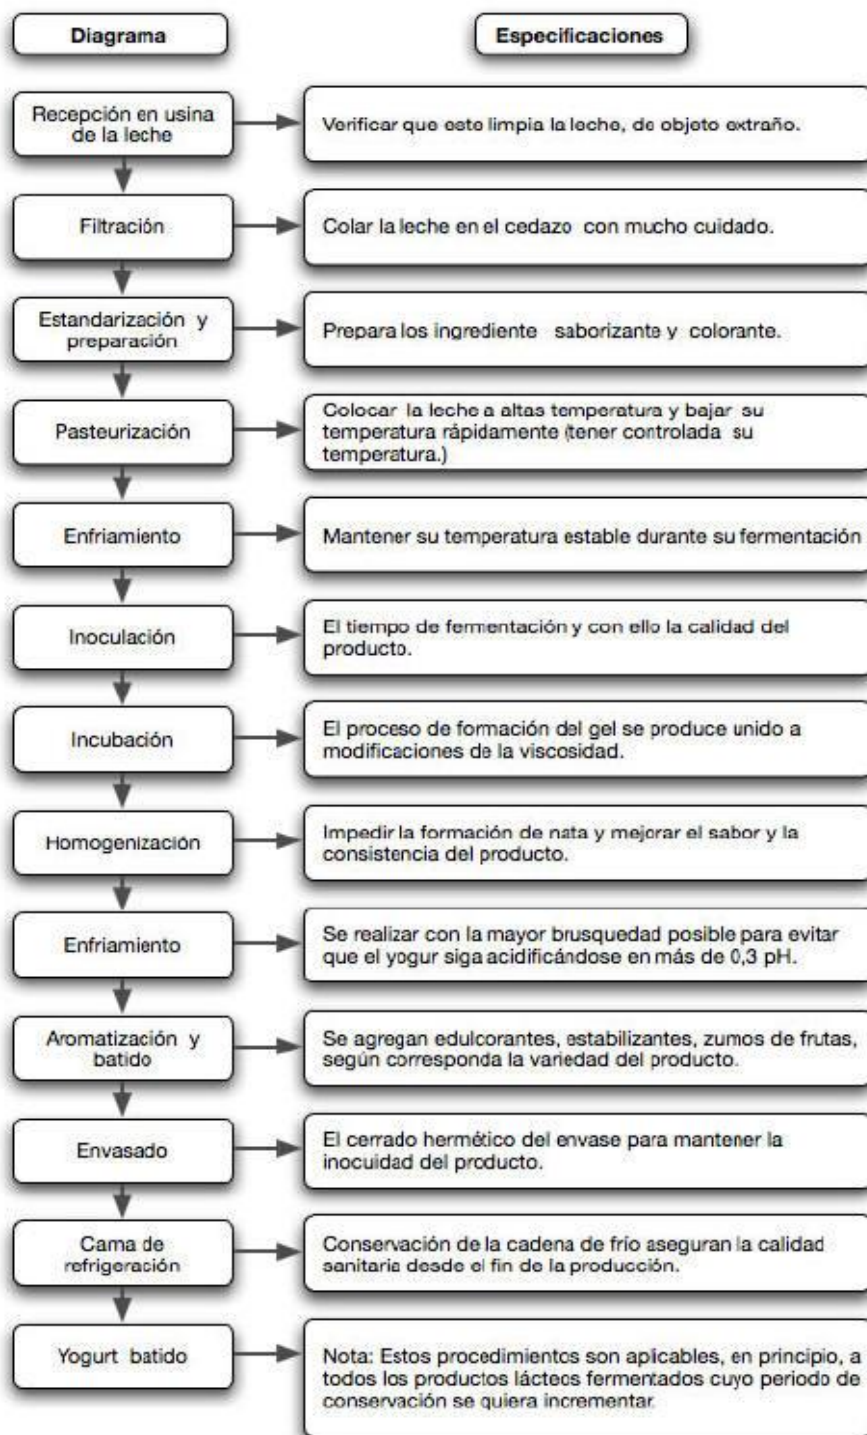 Diagrama
Especificaciones
Recepción en usina
de la leche
Verificar que este limpia la leche, de objeto extraño.
Filtración
Colar la leche en el cedazo con mucho cuidado.
Estandarización y
preparación
Prepara los ingrediente saborizante y colorante.
Pasteurización
Colocar la leche a altas temperatura y bajar su
temperatura rápidamente (tener controlada su
temperatura.)
Enfriamiento
Mantener su temperatura estable durante su fermentación
Inoculación
El tiempo de fermentación y con ello la calidad del
producto.
Incubación
El proceso de formación del gel se produce unido a
modificaciones de la viscosidad.
Homogenización
Impedir la formación de nata y mejorar el sabor y la
consistencia del producto.
Enfriamiento
Se realizar con la mayor brusquedad posible para evitar
que el yogur siga acidificándose en más de 0,3 pH.
Aromatización y
batido
Se agregan edulcorantes, estabilizantes, zumos de frutas,
según corresponda la variedad del producto.
Envasado
El cerrado hermético del envase para mantener la
inocuidad del producto.
Cama de
refrigeración
Conservación de la cadena de frío aseguran la calidad
sanitaria desde el fin de la producción.
Yogurt batido
Nota: Estos procedimientos son aplicables, en principio, a
todos los productos lácteos fermentados cuyo periodo de
conservación se quiera incrementar.